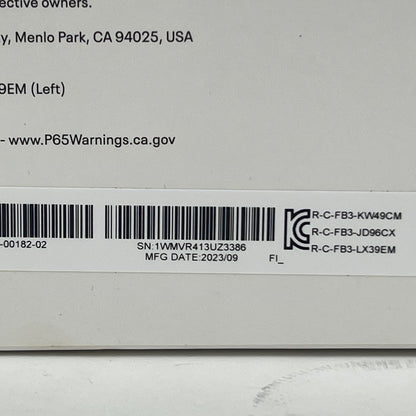 ective owners.
y, Menlo Park, CA 94025, USA
9EM (Left)
- www.P65Warnings.ca.gov
-00182-02
SN:1WMVR413UZ3386
MFG DATE:2023/09
FI_
R-C-FB3-KW49CM
R-C-FB3-JD96CX
R-C-FB3-LX39EM